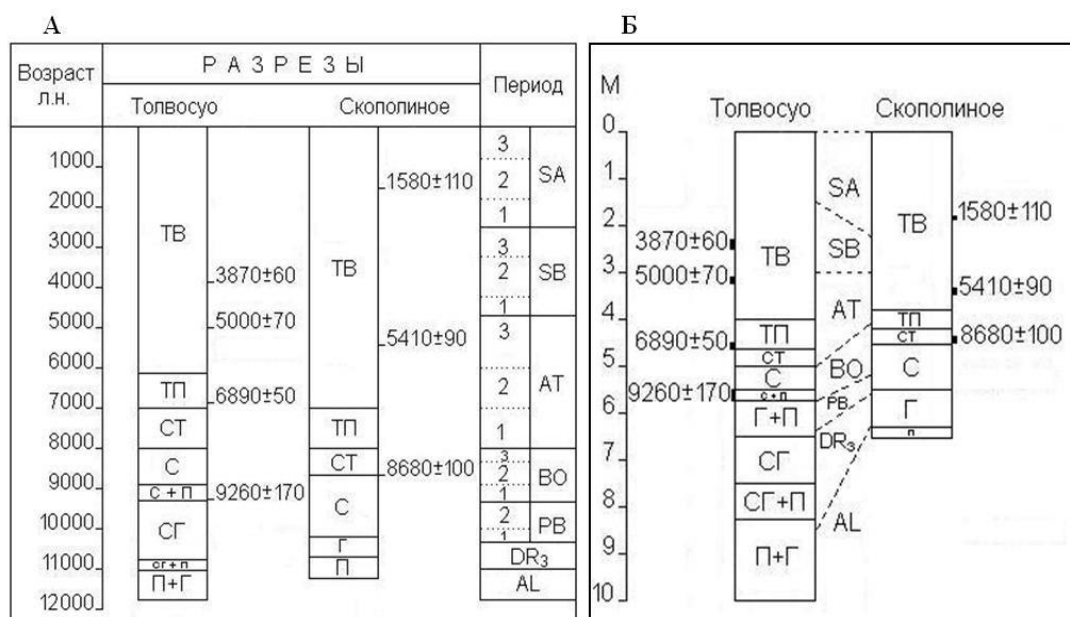 А
Возраст
л.н.
РАЗРЕЗЫ
Толвосуо
Скополиное
Период
1000
2000
3000
4000
5000
6000
7000
8000
9000
10000
11000
12000
ТВ
ТП
СТ
С
С+П
СГ
СГ+П
П+Г
3870±60
5000±70
6890±50
9260±170
ТВ
ТП
СТ
С
Г
П
1580±110
5410±90
8680±100
3
2
1
SA
3
2
1
SB
3
2
1
AT
3
2
1
BO
2
1
PB
DR3
AL
Б
М
Толвосуо
Скополиное
0
1
2
3
4
5
6
7
8
9
10
3870±60
5000±70
6890±50
9260±170
ТВ
ТП
СТ
С
С+П
Г+П
СГ
СГ+П
П+Г
SA
SB
AT
BO
PB
DR3
AL
ТВ
ТП
СТ
С
Г
П
1580±110
5410±90
8680±100